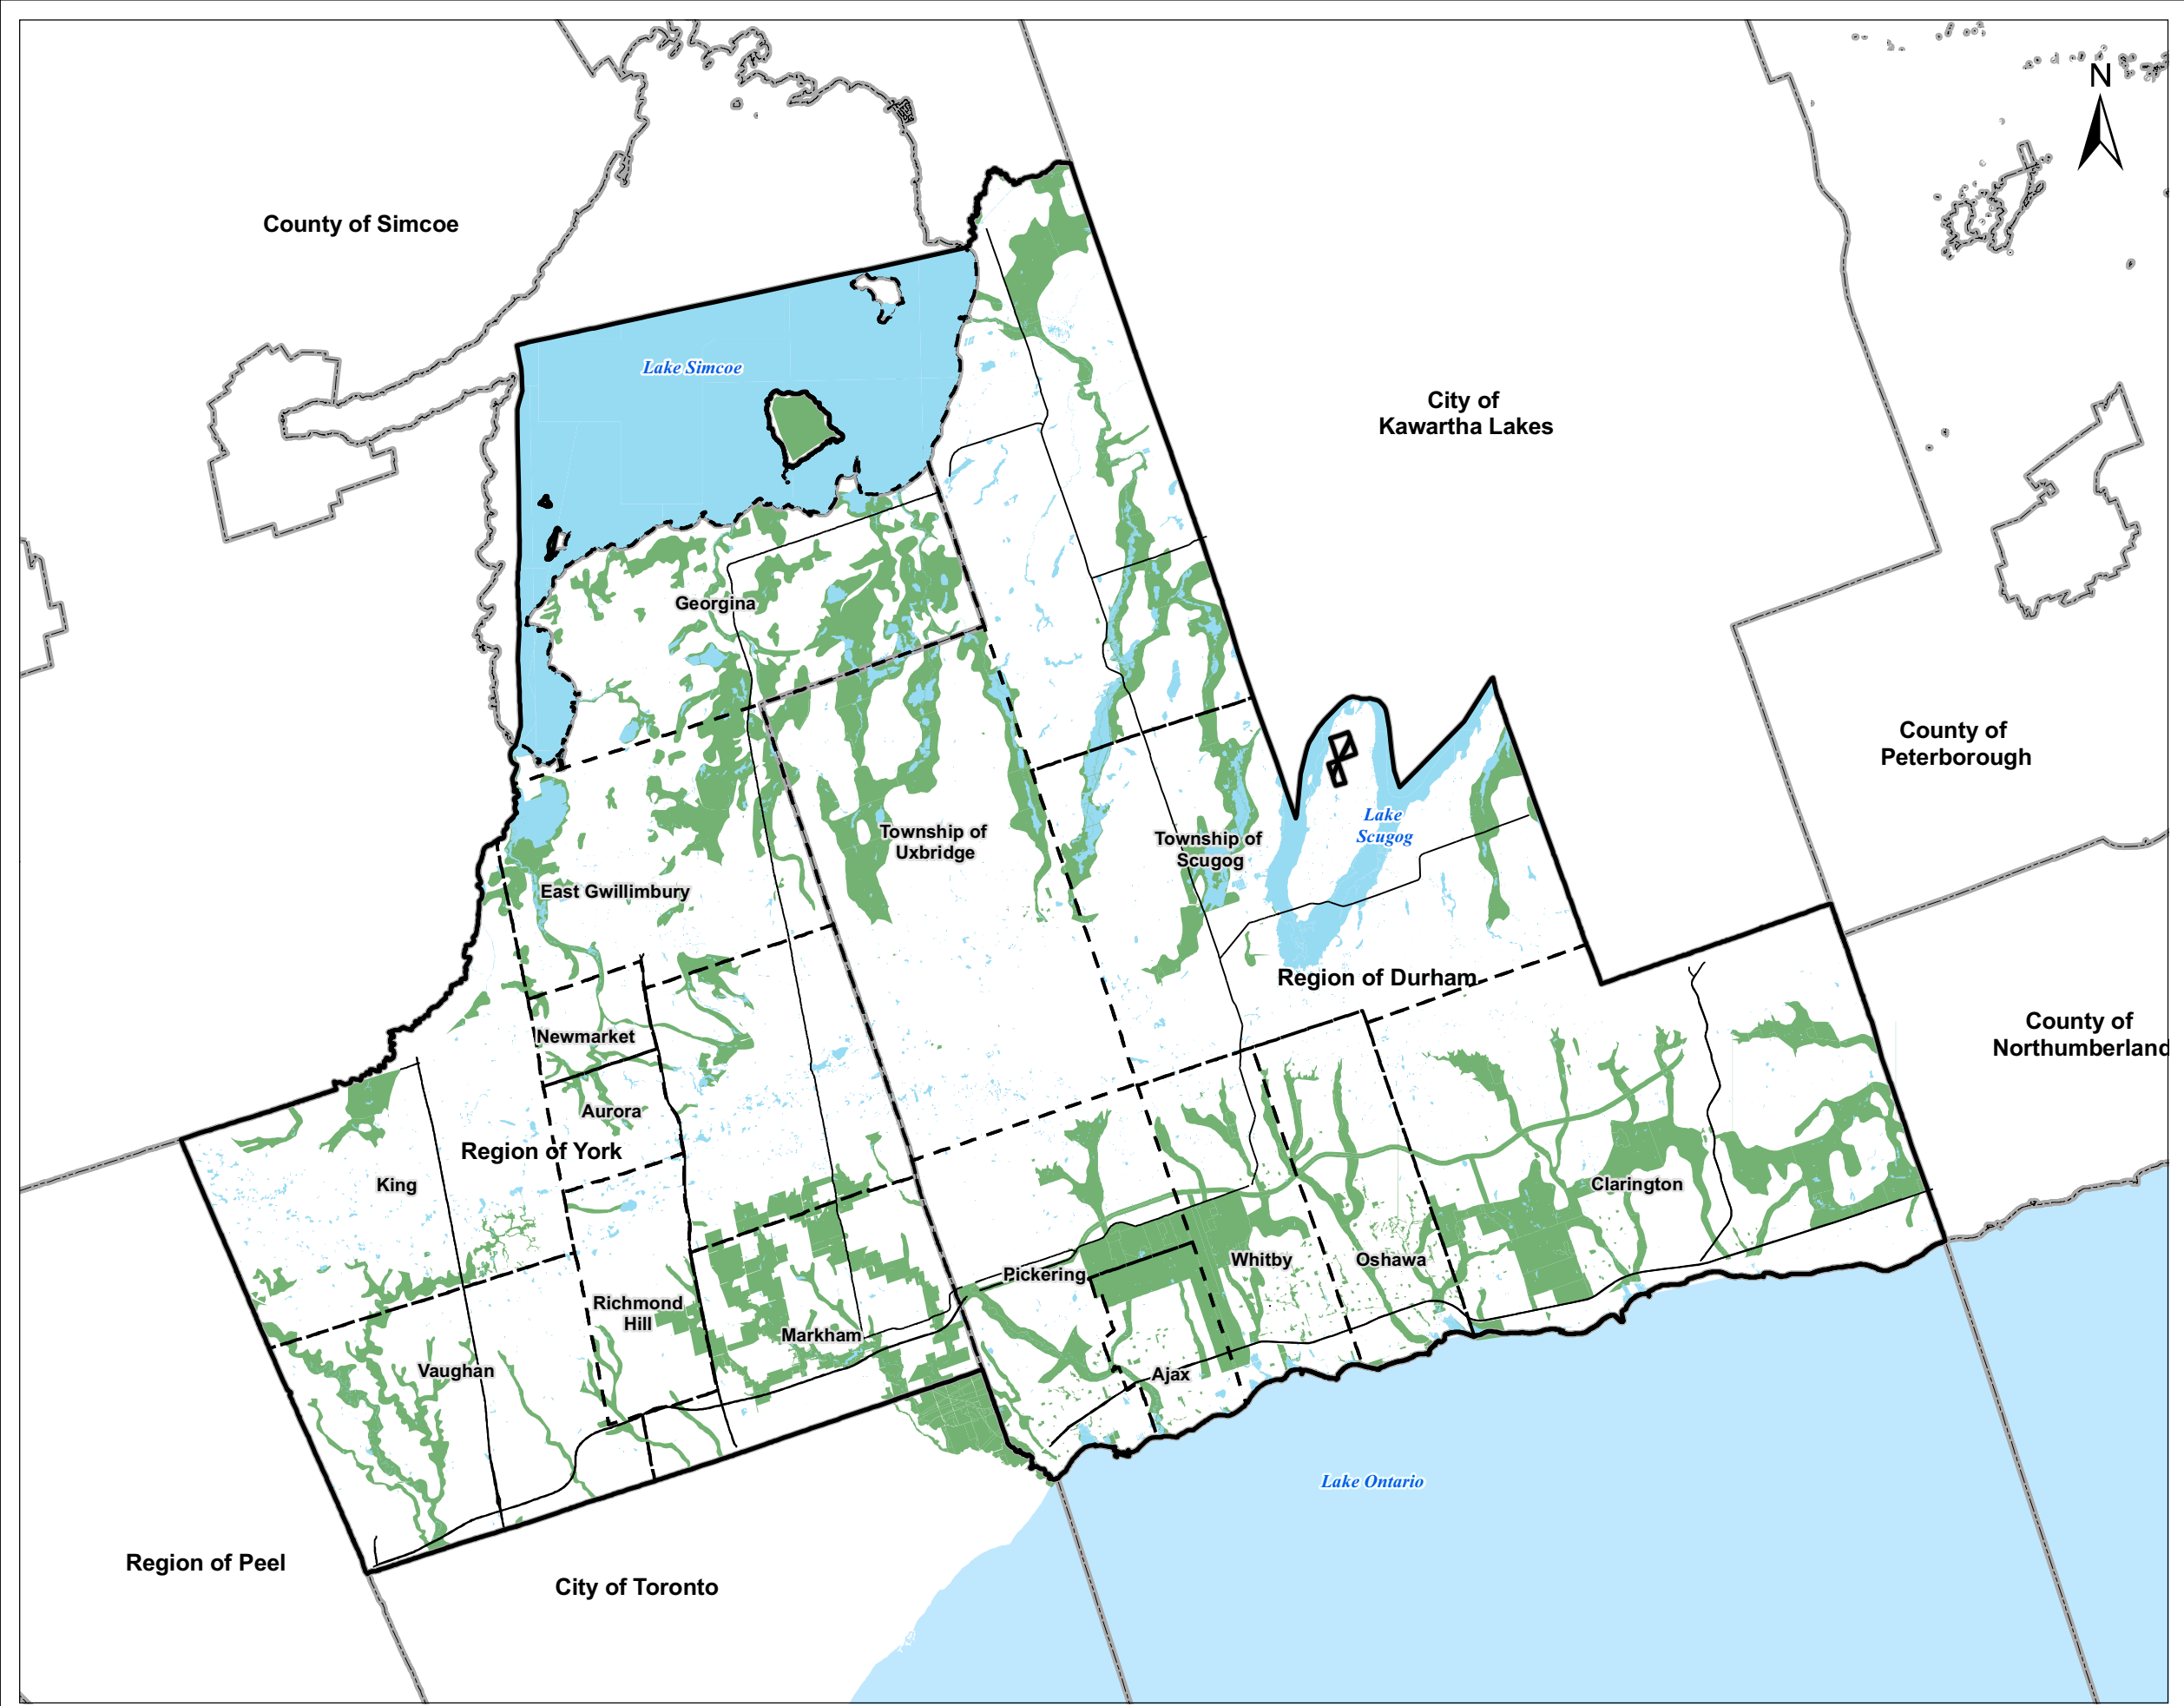 N
County of Simcoe
Lake Simcoe
City of
Kawartha Lakes
Georgina
County of
Peterborough
Township of
Uxbridge
Township of
Scugog
Lake
Scugog
East Gwillimbury
Region of Durham
County of
Northumberland
Newmarket
Aurora
Region of York
King
Clarington
Whitby
Oshawa
Pickering
Richmond
Hill
Markham
Vaughan
Ajax
Lake Ontario
Region of Peel
City of Toronto